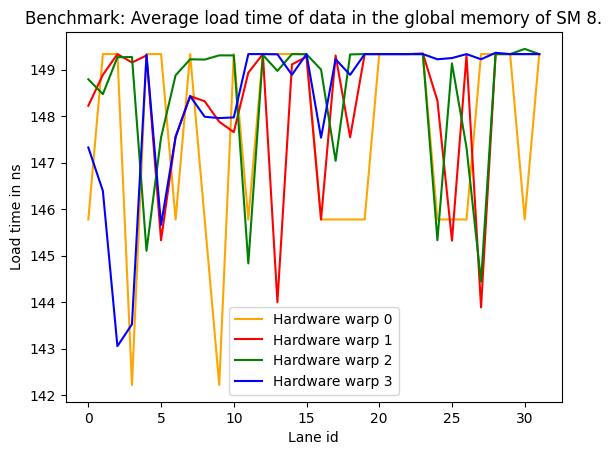 Benchmark: Average load time of data in the global memory of SM 8.
Load time in ns
149
148
147
146
145
144
143
142
Hardware warp 0
Hardware warp 1
Hardware warp 2
Hardware warp 3
0 5 10 15 20 25 30
Lane id